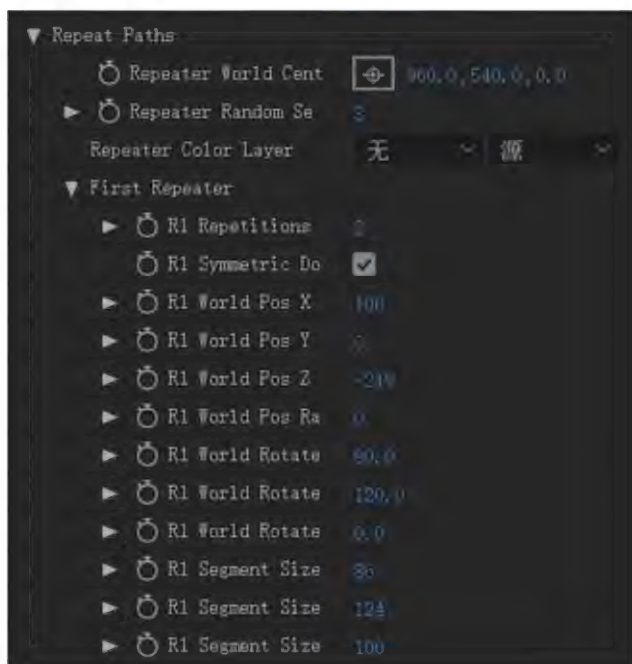 Repeat Paths
Repeater World Cent 960.0,540.0,0.0
Repeater Random Se
Repeater Color Layer 无 源
First Repeater
R1 Repetitions
R1 Symmetric Do
R1 World Pos X 100
R1 World Pos Y
R1 World Pos Z
R1 World Pos Ra 0
R1 World Rotate
R1 World Rotate 120.0
R1 World Rotate 0.0
R1 Segment Size
R1 Segment Size 124
R1 Segment Size 100